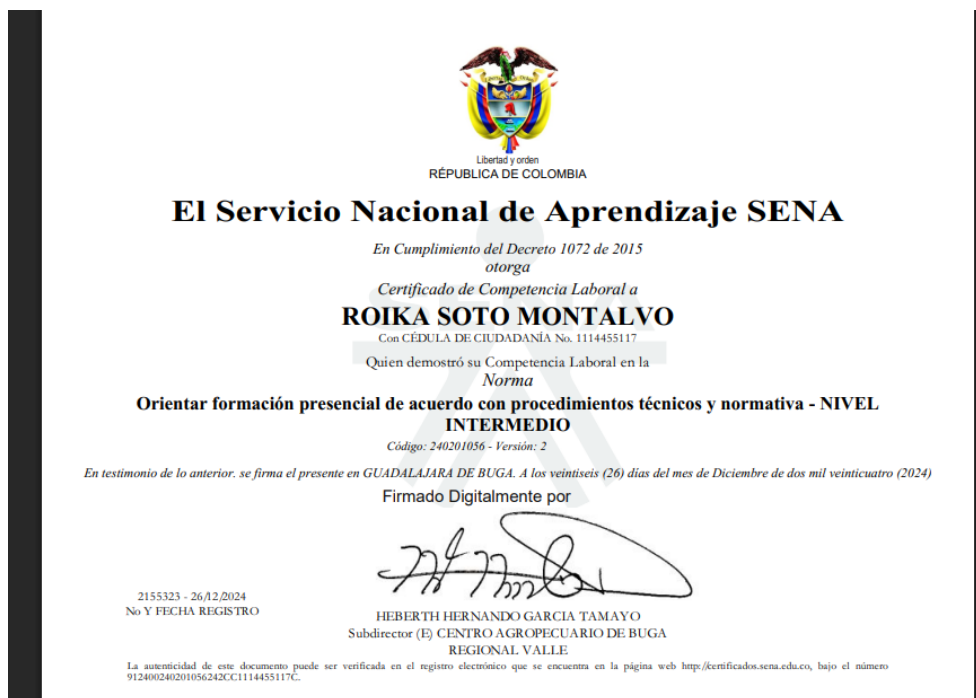 Libertad y orden
RÉPUBLICA DE COLOMBIA
El Servicio Nacional de Aprendizaje SENA
En Cumplimiento del Decreto 1072 de 2015
otorga
Certificado de Competencia Laboral a
ROIKA SOTO MONTALVO
Con CÉDULA DE CIUDADANÍA No. 1114455117
Quien demostró su Competencia Laboral en la
Norma
Orientar formación presencial de acuerdo con procedimientos técnicos y normativa - NIVEL
INTERMEDIO
Código: 240201056 - Versión: 2
En testimonio de lo anterior. se firma el presente en GUADALAJARA DE BUGA. A los veintiseis (26) días del mes de Diciembre de dos mil veinticuatro (2024)
Firmado Digitalmente por
2155323 - 26/12/2024
No Y FECHA REGISTRO
HEBERTH HERNANDO GARCIA TAMAYO
Subdirector (E) CENTRO AGROPECUARIO DE BUGA
REGIONAL VALLE
La autenticidad de este documento puede ser verificada en el registro electrónico que se encuentra en la página web http://certificados.sena.edu.co, bajo el número
912400240201056242CC1114455117C.
SENA